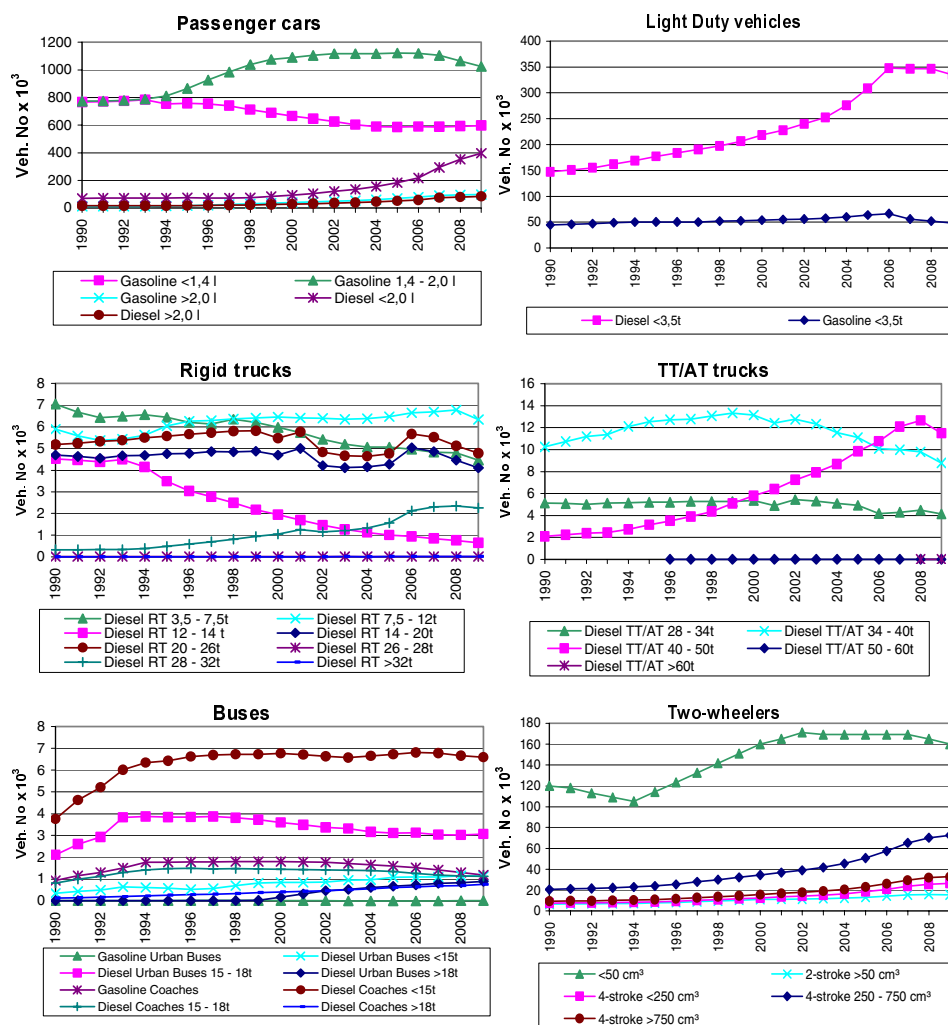 Passenger cars
Veh. No x 10³
1200
1000
800
600
400
200
0
1990
1992
1994
1996
1998
2000
2002
2004
2006
2008
Gasoline <1,4 l
Gasoline 1,4 - 2,0 l
Gasoline >2,0 l
Diesel <2,0 l
Diesel >2,0 l
Light Duty vehicles
Veh. No x 10³
400
350
300
250
200
150
100
50
0
1990
1992
1994
1996
1998
2000
2002
2004
2006
2008
Diesel <3,5t
Gasoline <3,5t
Rigid trucks
Veh. No x 10³
8
7
6
5
4
3
2
1
0
1990
1992
1994
1996
1998
2000
2002
2004
2006
2008
Diesel RT 3,5 - 7,5t
Diesel RT 7,5 - 12t
Diesel RT 12 - 14 t
Diesel RT 14 - 20t
Diesel RT 20 - 26t
Diesel RT 26 - 28t
Diesel RT 28 - 32t
Diesel RT >32t
TT/AT trucks
Veh. No x 10³
16
14
12
10
8
6
4
2
0
1990
1992
1994
1996
1998
2000
2002
2004
2006
2008
Diesel TT/AT 28 - 34t
Diesel TT/AT 34 - 40t
Diesel TT/AT 40 - 50t
Diesel TT/AT 50 - 60t
Diesel TT/AT >60t
Buses
Veh. No x 10³
8
7
6
5
4
3
2
1
0
1990
1992
1994
1996
1998
2000
2002
2004
2006
2008
Gasoline Urban Buses
Diesel Urban Buses <15t
Diesel Urban Buses 15 - 18t
Diesel Urban Buses >18t
Gasoline Coaches
Diesel Coaches <15t
Diesel Coaches 15 - 18t
Diesel Coaches >18t
Two-wheelers
Veh. No x 10³
180
160
140
120
100
80
60
40
20
0
1990
1992
1994
1996
1998
2000
2002
2004
2006
2008
<50 cm³
2-stroke >50 cm³
4-stroke <250 cm³
4-stroke 250 - 750 cm³
4-stroke >750 cm³